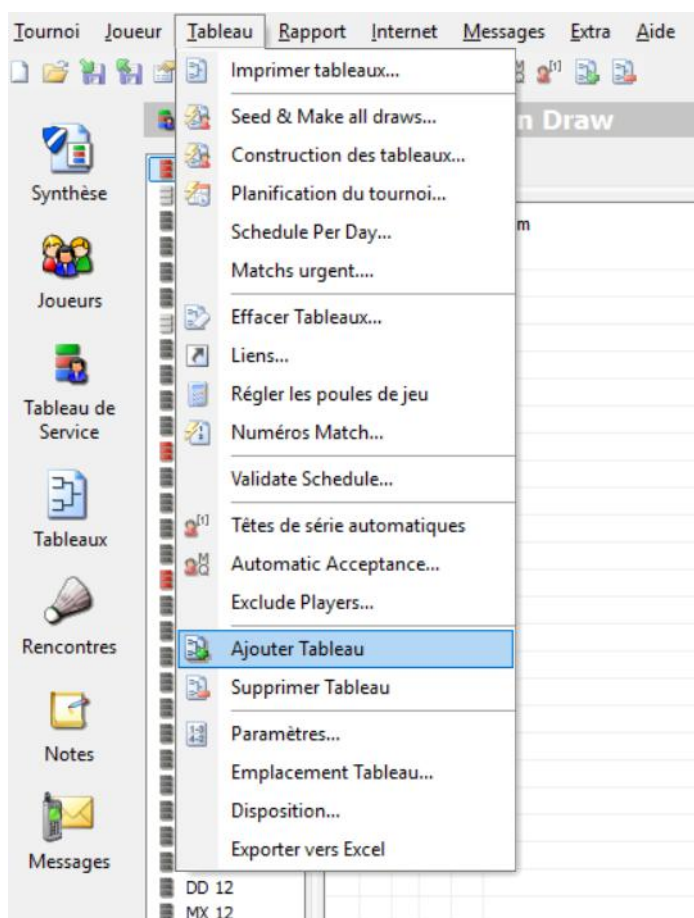 Tournoi Joueur Tableau Rapport Internet Messages Extra Aide
Imprimer tableaux...
Seed & Make all draws...
n Draw
Construction des tableaux...
Synthèse
Planification du tournoi...
Schedule Per Day...
m
Matchs urgent....
Joueurs
Effacer Tableaux...
Liens...
Régler les poules de jeu
Tableau de
Service
Numéros Match...
Validate Schedule...
Têtes de série automatiques
Tableaux
Automatic Acceptance...
Exclude Players...
Rencontres
Ajouter Tableau
Supprimer Tableau
Paramètres...
Notes
Emplacement Tableau...
Disposition...
Exporter vers Excel
Messages
DD 12
MX 12